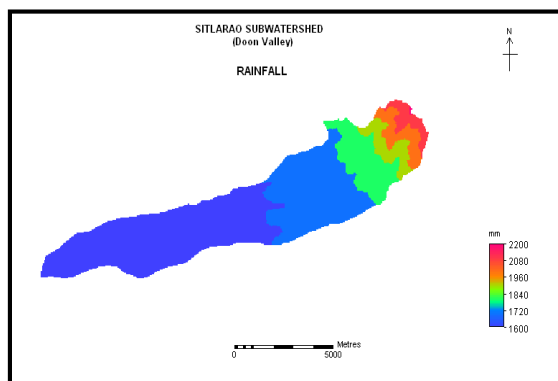 SITLARAO SUBWATERSHED
(Doon Valley)
N
RAINFALL
mm
2200
2080
1960
1840
1720
1600
Metres
0 5000